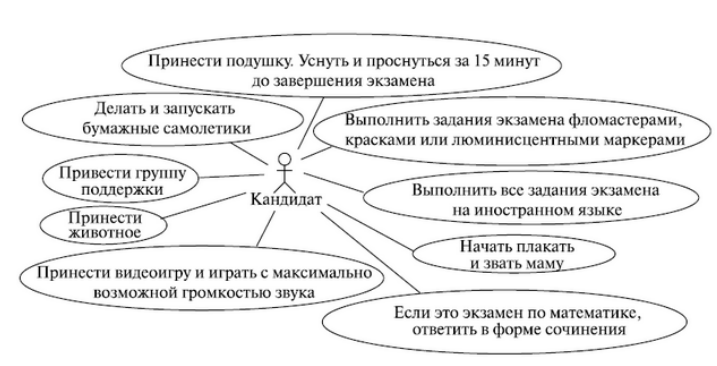 Принести подушку. Уснуть и проснуться за 15 минут
до завершения экзамена
Делать и запускать
бумажные самолетики
Выполнить задания экзамена фломастерами,
красками или люминисцентными маркерами
Привести группу
поддержки
Кандидат
Выполнить все задания экзамена
на иностранном языке
Принести
животное
Начать плакать
и звать маму
Принести видеоигру и играть с максимально
возможной громкостью звука
Если это экзамен по математике,
ответить в форме сочинения